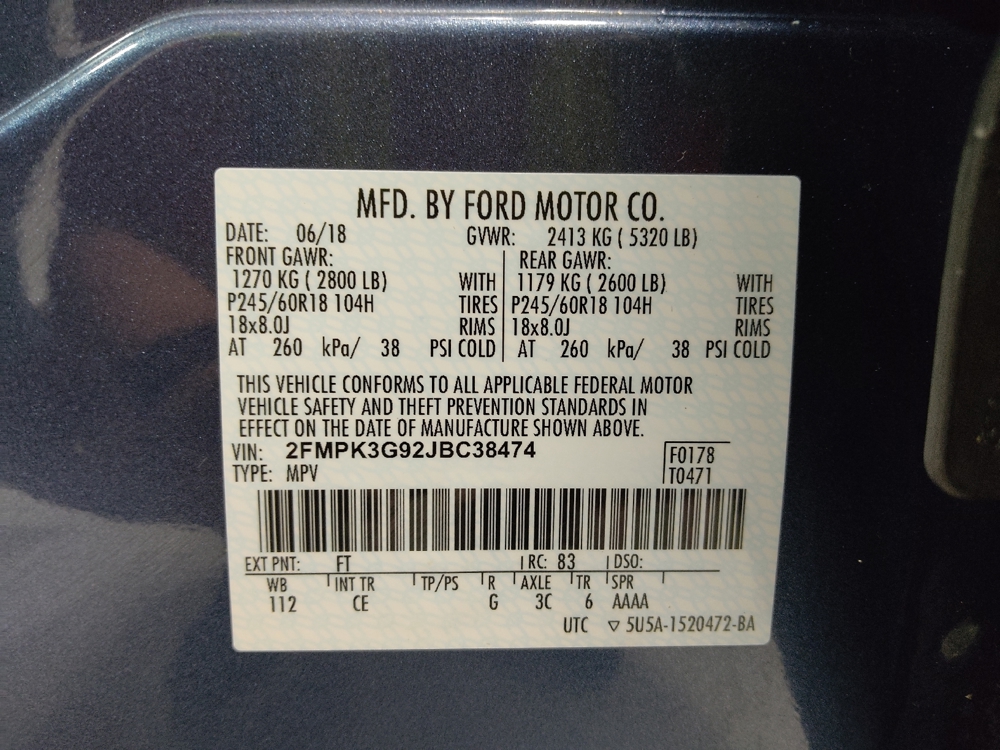 MFD. BY FORD MOTOR CO.
DATE: 06/18 GVWR: 2413 KG ( 5320 LB)
FRONT GAWR: REAR GAWR:
1270 KG ( 2800 LB) WITH 1179 KG ( 2600 LB) WITH
P245/60R18 104H TIRES P245/60R18 104H TIRES
18x8.0J RIMS 18x8.0J RIMS
AT 260 kPa/ 38 PSI COLD AT 260 kPa/ 38 PSI COLD
THIS VEHICLE CONFORMS TO ALL APPLICABLE FEDERAL MOTOR
VEHICLE SAFETY AND THEFT PREVENTION STANDARDS IN
EFFECT ON THE DATE OF MANUFACTURE SHOWN ABOVE.
VIN: 2FMPK3G92JBC38474 F0178
TYPE: MPV T0471
EXT PNT: FT RC: 83 DSO:
WB INT TR TP/PS R AXLE TR SPR
112 CE G 3C 6 AAAA
UTC ▽ 5U5A-1520472-BA